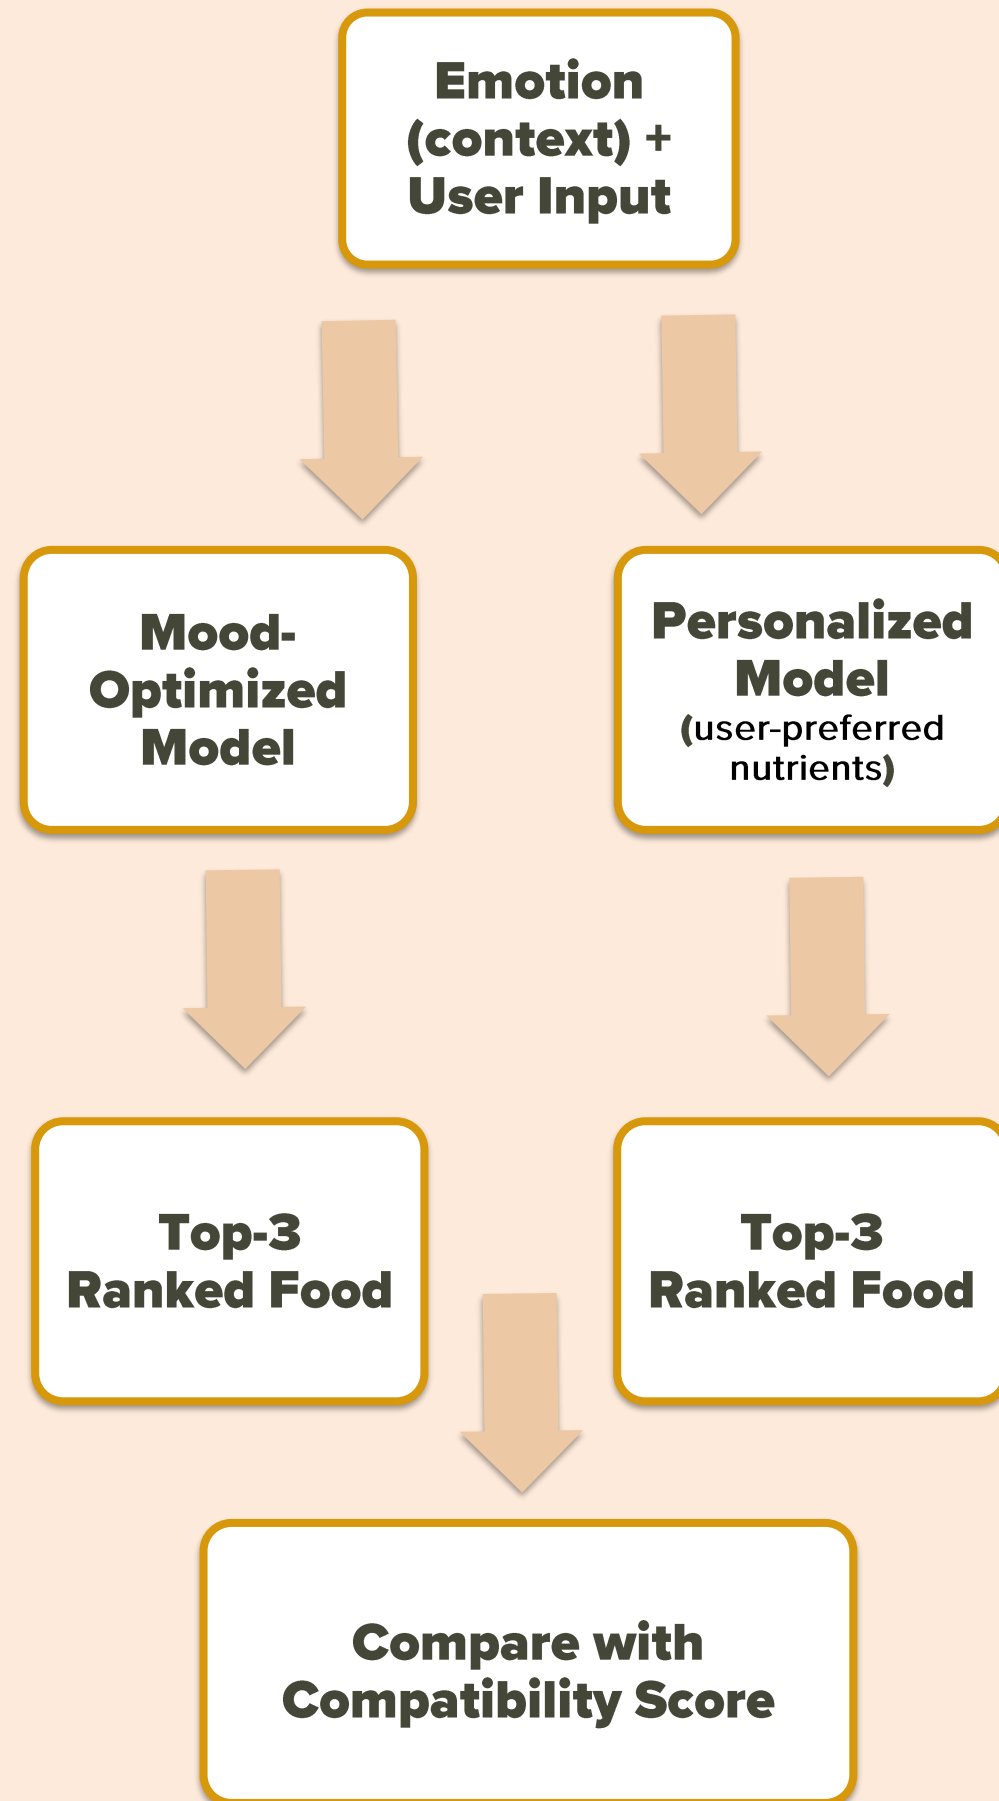 Emotion
(context) +
User Input
Mood-
Optimized
Model
Personalized
Model
(user-preferred
nutrients)
Top-3
Ranked Food
Top-3
Ranked Food
Compare with
Compatibility Score